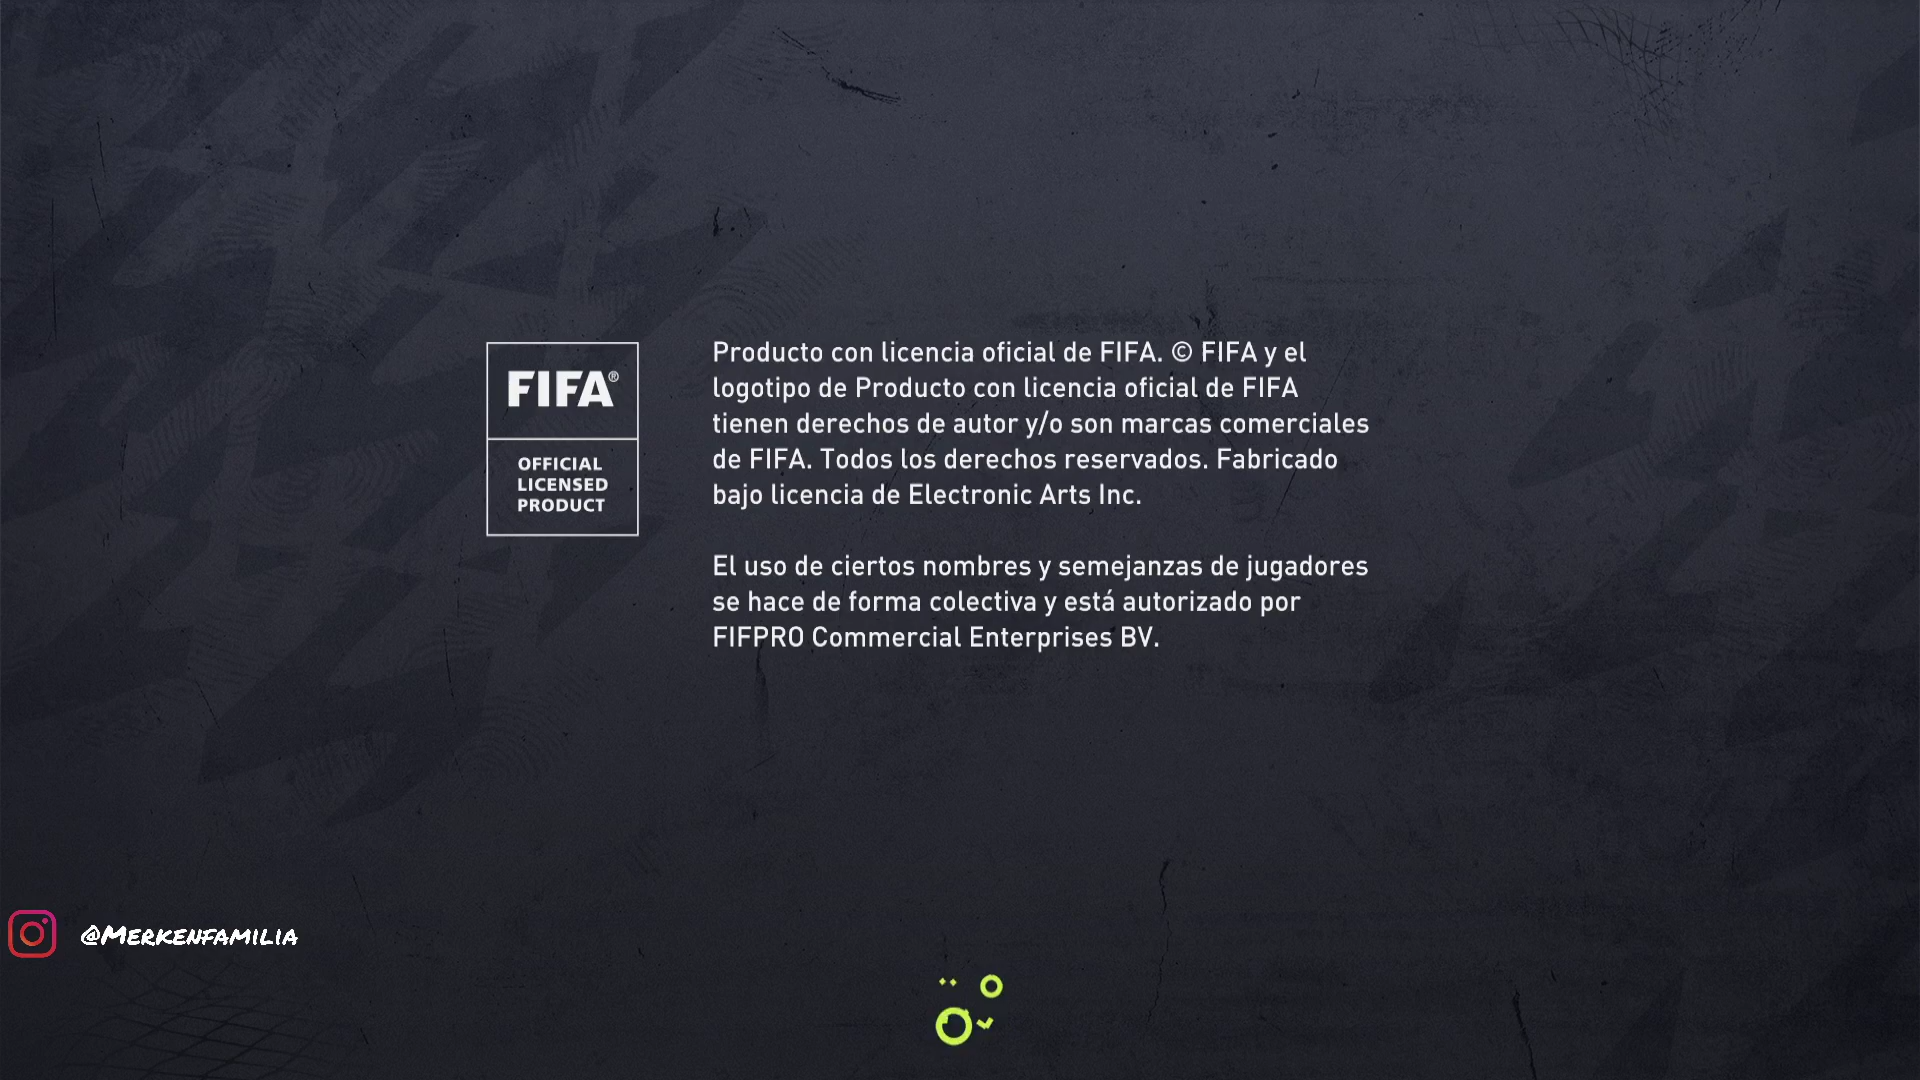 FIFA®
OFFICIAL
LICENSED
PRODUCT
Producto con licencia oficial de FIFA. © FIFA y el
logotipo de Producto con licencia oficial de FIFA
tienen derechos de autor y/o son marcas comerciales
de FIFA. Todos los derechos reservados. Fabricado
bajo licencia de Electronic Arts Inc.
El uso de ciertos nombres y semejanzas de jugadores
se hace de forma colectiva y está autorizado por
FIFPRO Commercial Enterprises BV.
@MERKENFAMILIA